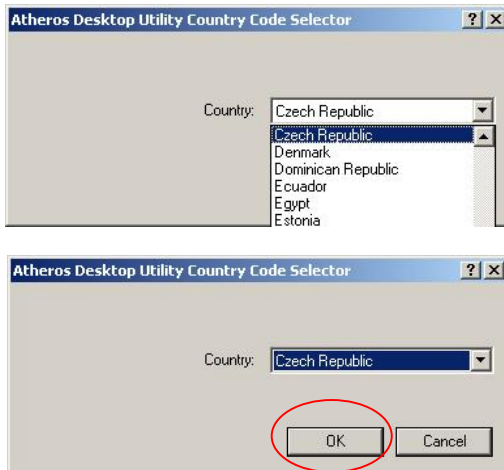 Atheros Desktop Utility Country Code Selector
Country: Czech Republic
Czech Republic
Denmark
Dominican Republic
Ecuador
Egypt
Estonia
Atheros Desktop Utility Country Code Selector
Country: Czech Republic
OK Cancel